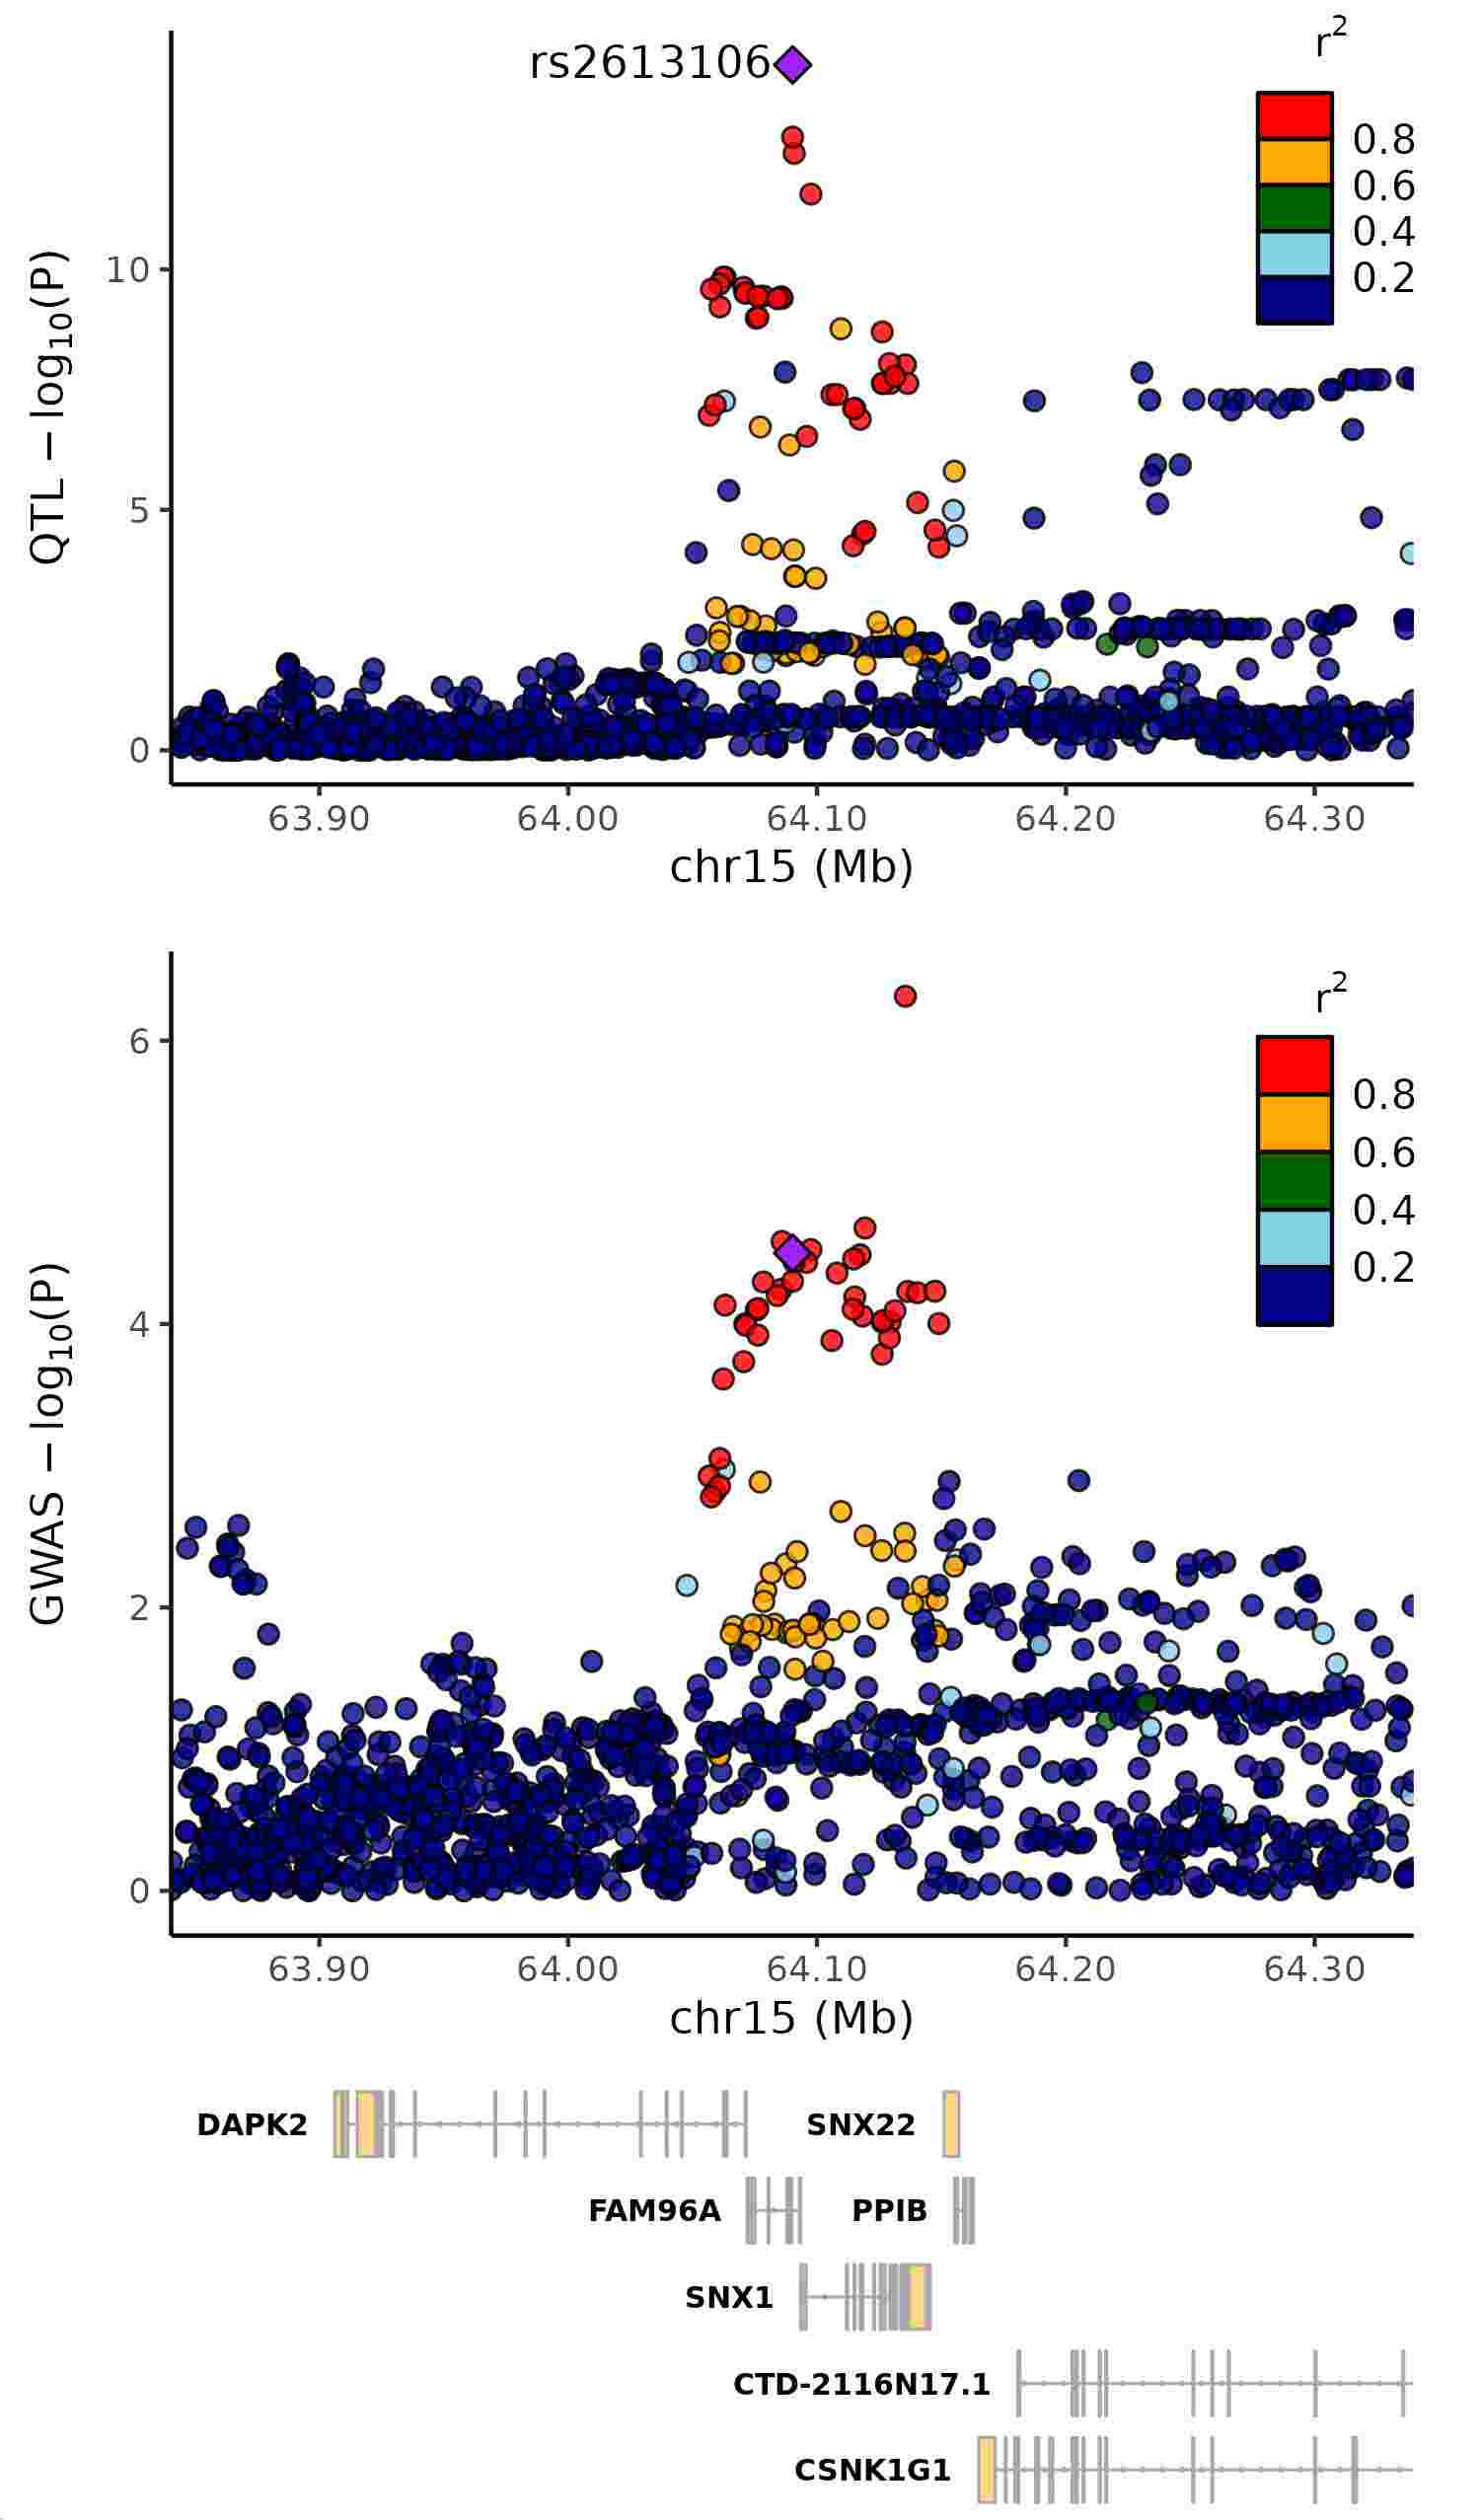 rs2613106
r²
0.8
0.6
0.4
0.2
QTL −log₁₀(P)
10
5
0
63.90 64.00 64.10 64.20 64.30
chr15 (Mb)
r²
0.8
0.6
0.4
0.2
GWAS −log₁₀(P)
6
4
2
0
63.90 64.00 64.10 64.20 64.30
chr15 (Mb)
DAPK2 SNX22
FAM96A PPIB
SNX1
CTD-2116N17.1
CSNK1G1